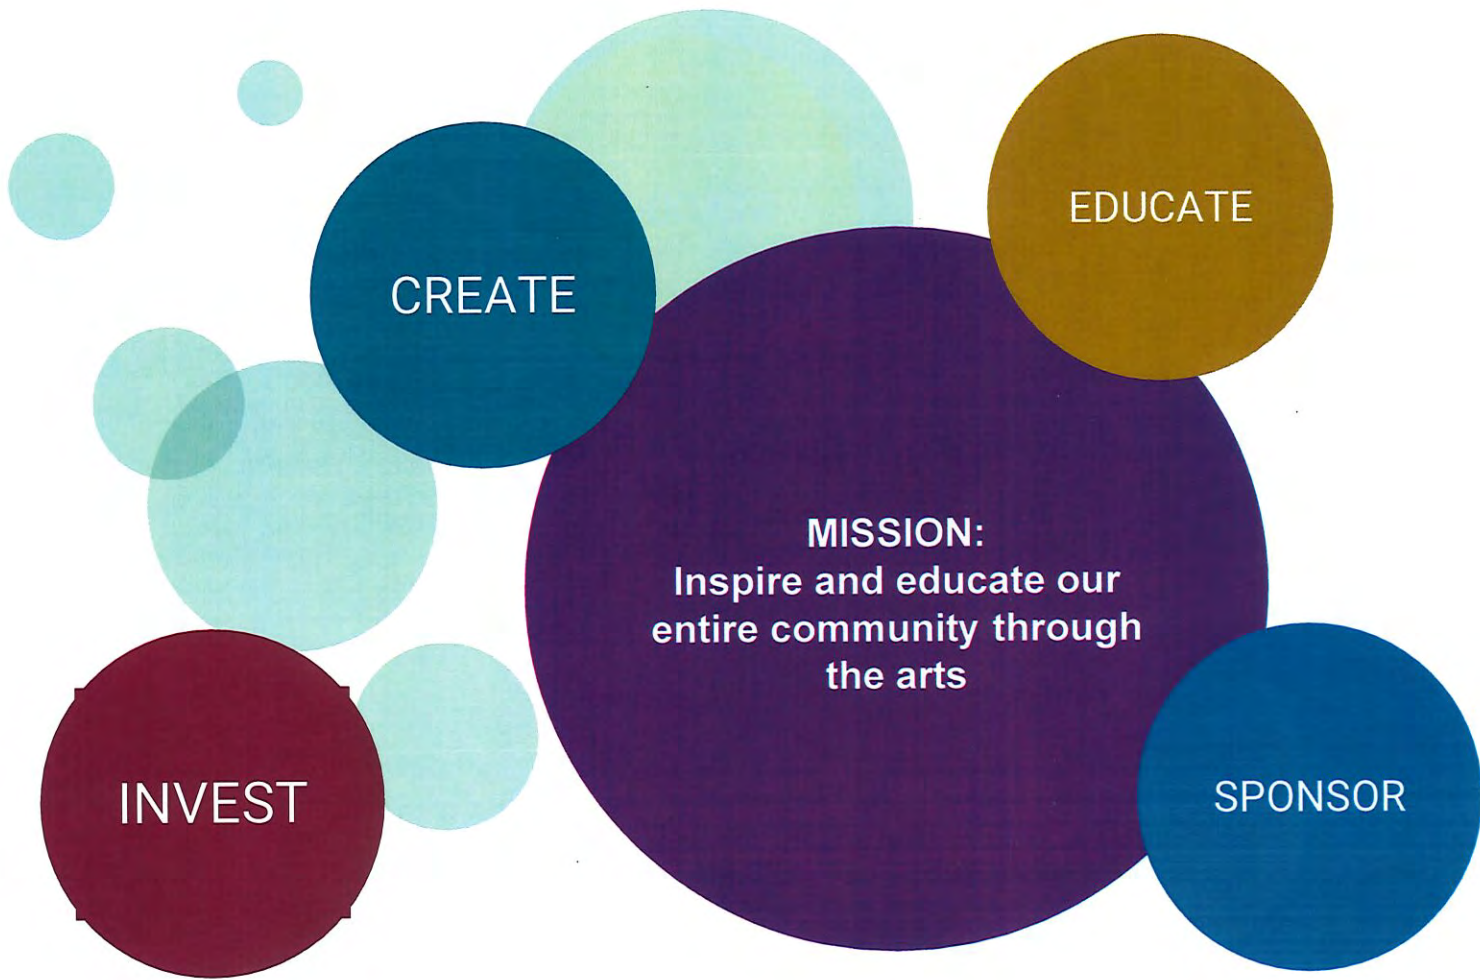 EDUCATE
CREATE
MISSION:
Inspire and educate our
entire community through
the arts
INVEST
SPONSOR